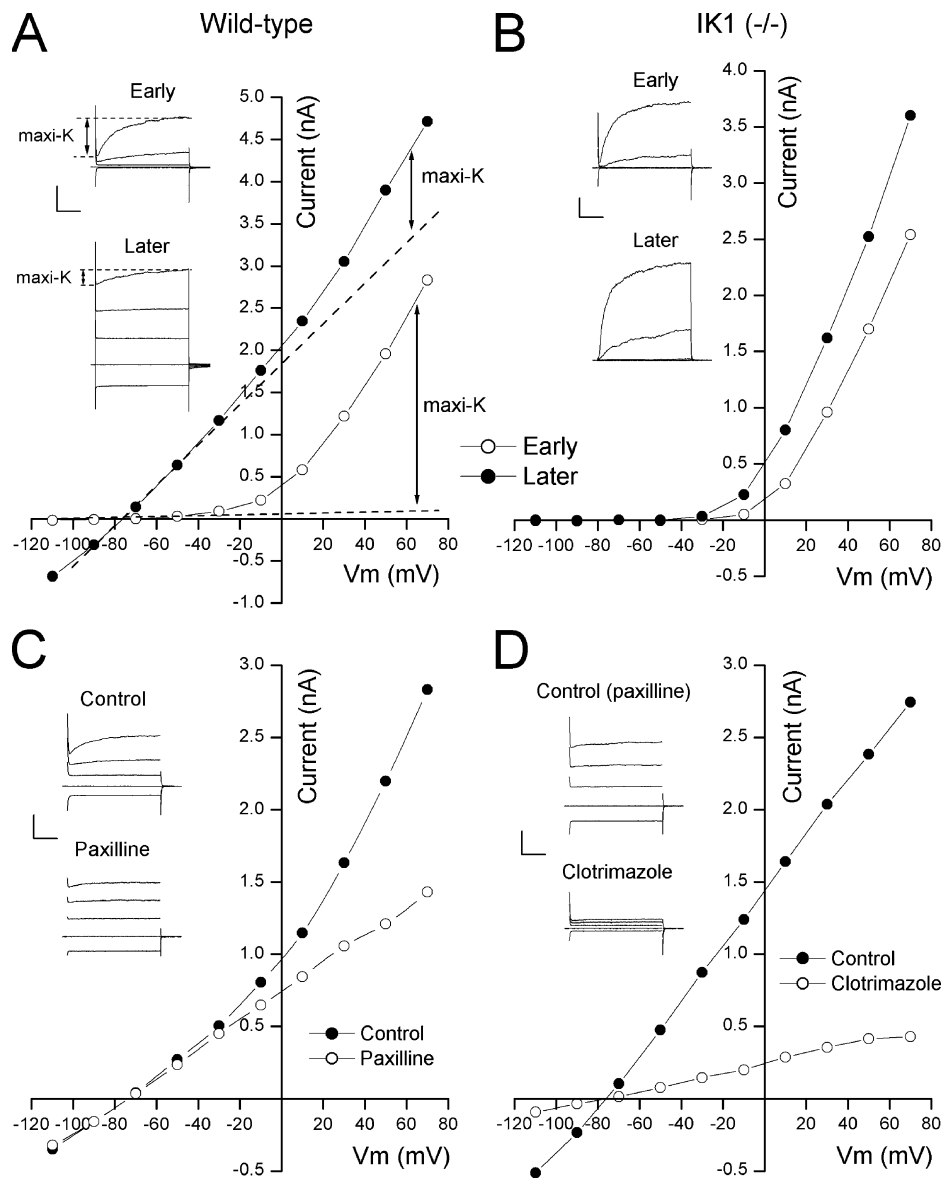 A
Wild-type
Early
maxi-K
Later
maxi-K
Current (nA)
5.0
4.5
4.0
3.5
3.0
2.5
2.0
1.5
1.0
0.5
-0.5
-1.0
maxi-K
maxi-K
-120 -100 -80 -60 -40 -20 20 40 60 80
Vm (mV)
B
IK1 (-/-)
Early
Later
Current (nA)
4.0
3.5
3.0
2.5
2.0
1.5
1.0
0.5
-0.5
Early
Later
-120 -100 -80 -60 -40 -20 20 40 60 80
Vm (mV)
C
Control
Paxilline
Current (nA)
3.0
2.5
2.0
1.5
1.0
0.5
-0.5
Control
Paxilline
-120 -100 -80 -60 -40 -20 20 40 60 80
Vm (mV)
D
Control (paxilline)
Clotrimazole
Current (nA)
3.0
2.5
2.0
1.5
1.0
0.5
-0.5
Control
Clotrimazole
-120 -100 -80 -60 -40 -20 20 40 60 80
Vm (mV)